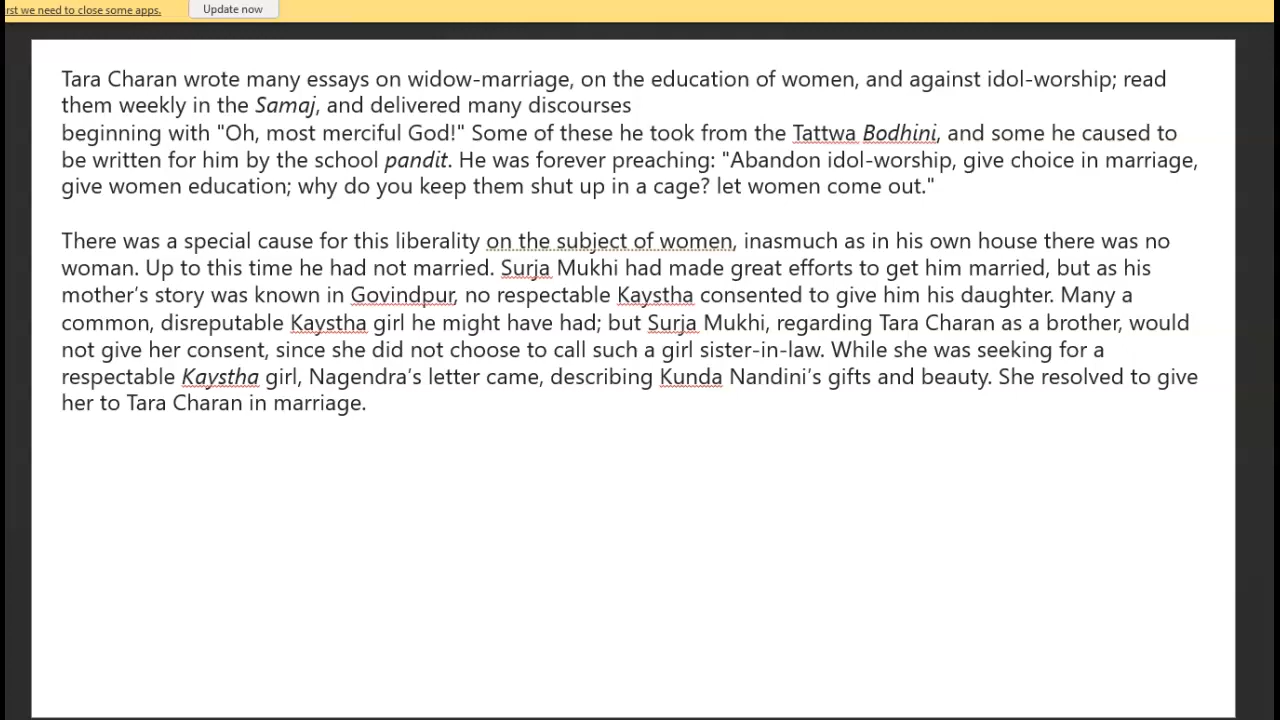 rst we need to close some apps. Update now
Tara Charan wrote many essays on widow-marriage, on the education of women, and against idol-worship; read
them weekly in the Samaj, and delivered many discourses
beginning with "Oh, most merciful God!" Some of these he took from the Tattwa Bodhini, and some he caused to
be written for him by the school pandit. He was forever preaching: "Abandon idol-worship, give choice in marriage,
give women education; why do you keep them shut up in a cage? let women come out."
There was a special cause for this liberality on the subject of women, inasmuch as in his own house there was no
woman. Up to this time he had not married. Surja Mukhi had made great efforts to get him married, but as his
mother's story was known in Govindpur, no respectable Kaystha consented to give him his daughter. Many a
common, disreputable Kaystha girl he might have had; but Surja Mukhi, regarding Tara Charan as a brother, would
not give her consent, since she did not choose to call such a girl sister-in-law. While she was seeking for a
respectable Kaystha girl, Nagendra's letter came, describing Kunda Nandini's gifts and beauty. She resolved to give
her to Tara Charan in marriage.